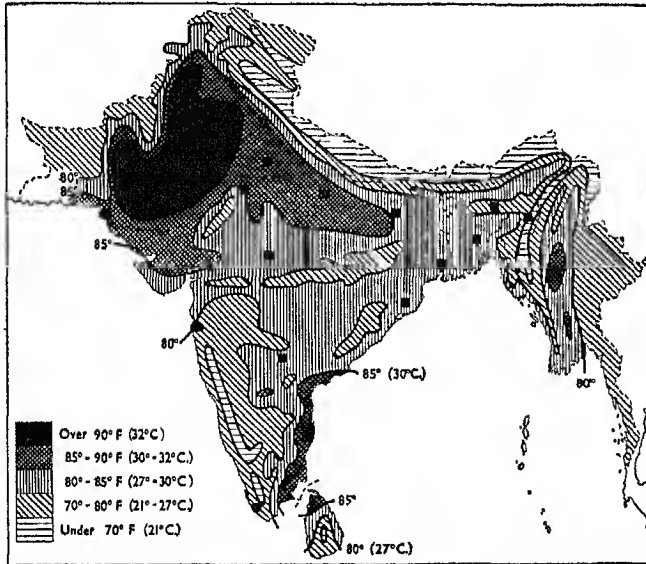 80°
85°
85°
80°
85° (30°C.)
80°
85°
80° (27°C.)
Over 90° F (32°C)
85°- 90° F (30°- 32°C.)
80°- 85° F (27°- 30°C)
70°- 80° F (21°- 27°C.)
Under 70° F (21°C.)